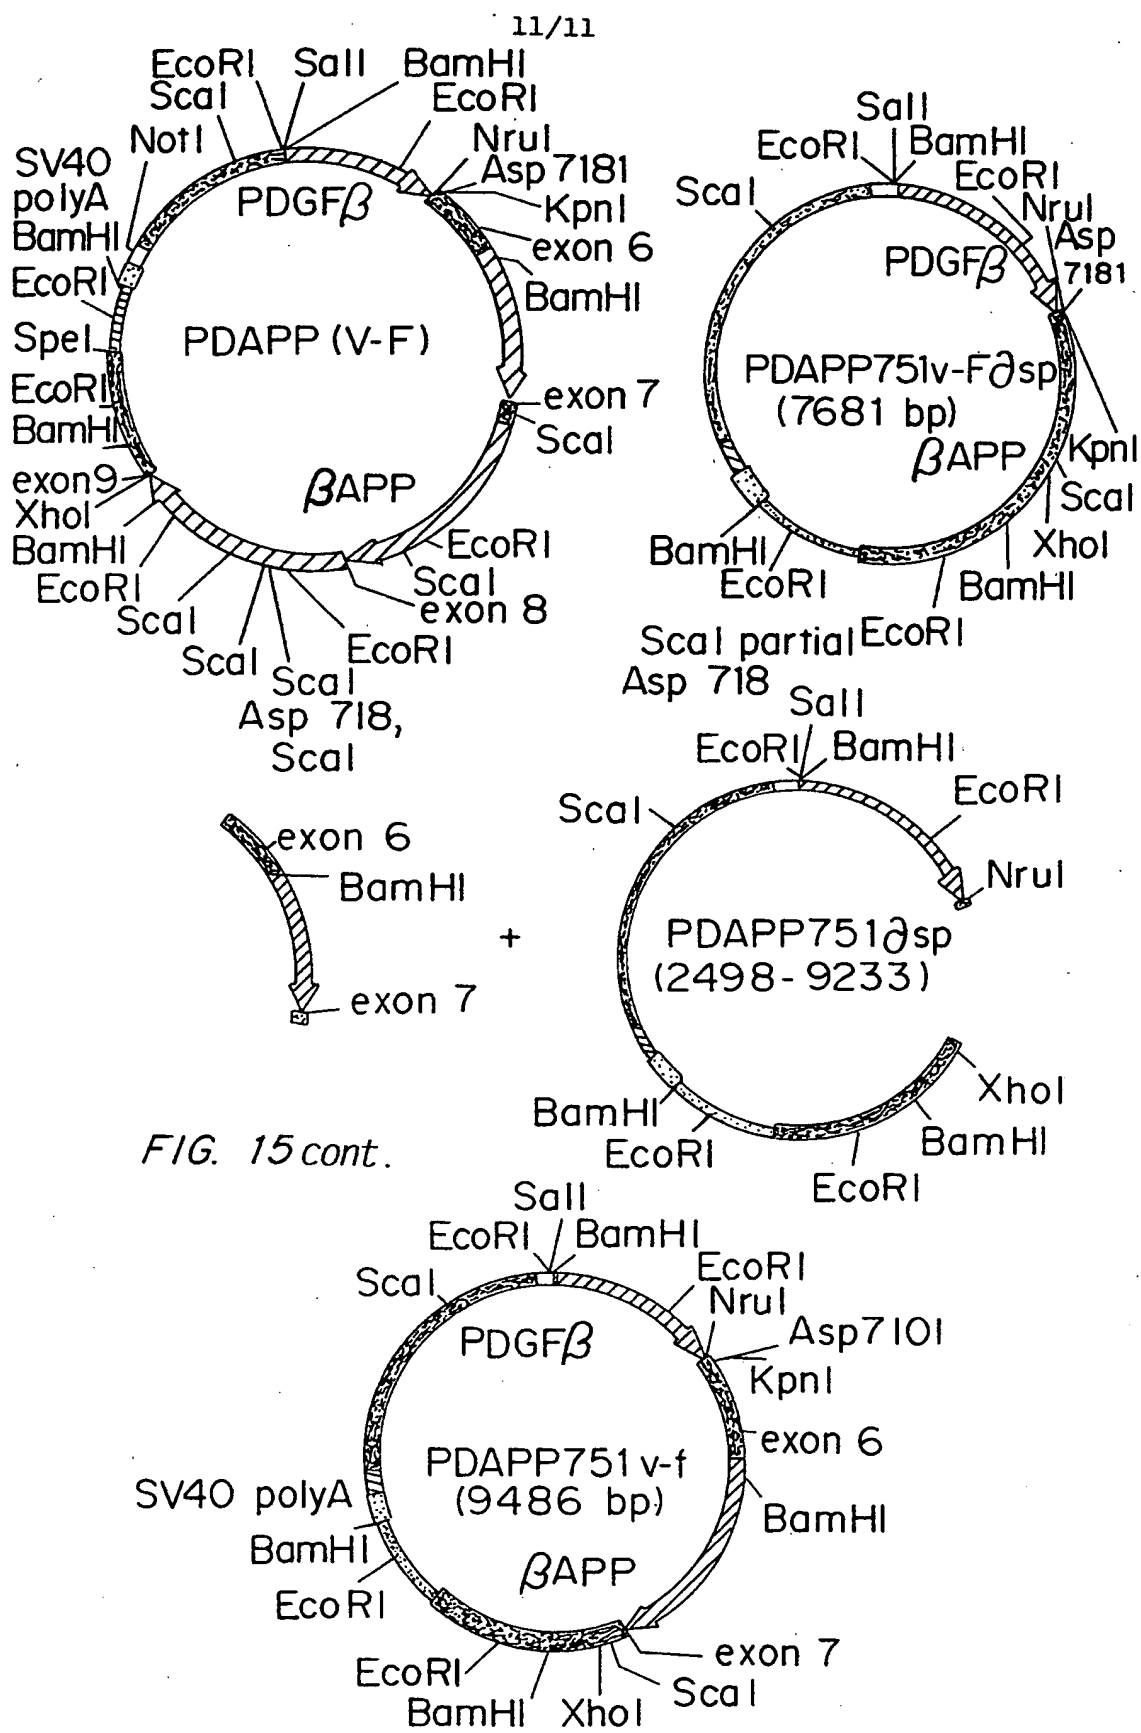 11/11
EcoRI SalI BamHI
ScaI EcoRI
NotI NruI
SV40 polyA Asp 7181
KpnI
BamHI PDGFβ exon 6
EcoRI BamHI
SpeI PDAPP (V-F)
EcoRI exon 7
BamHI ScaI
exon9 βAPP
XhoI
BamHI EcoRI
EcoRI ScaI
ScaI exon 8
ScaI EcoRI
ScaI
Asp 718,
ScaI
SalI
EcoRI BamHI
ScaI EcoRI
NruI
PDGFβ Asp
7181
PDAPP751v-F∂sp
(7681 bp)
βAPP KpnI
ScaI
BamHI XhoI
EcoRI BamHI
EcoRI
ScaI partial
Asp 718
SalI
EcoRI BamHI
ScaI EcoRI
exon 6
BamHI NruI
+ PDAPP751∂sp
(2498-9233)
exon 7
XhoI
BamHI BamHI
EcoRI EcoRI
FIG. 15 cont.
SalI
EcoRI BamHI
ScaI EcoRI
NruI
PDGFβ Asp7101
KpnI
exon 6
PDAPP751 v-f
SV40 polyA (9486 bp)
BamHI BamHI
βAPP
EcoRI
exon 7
EcoRI ScaI
BamHI XhoI